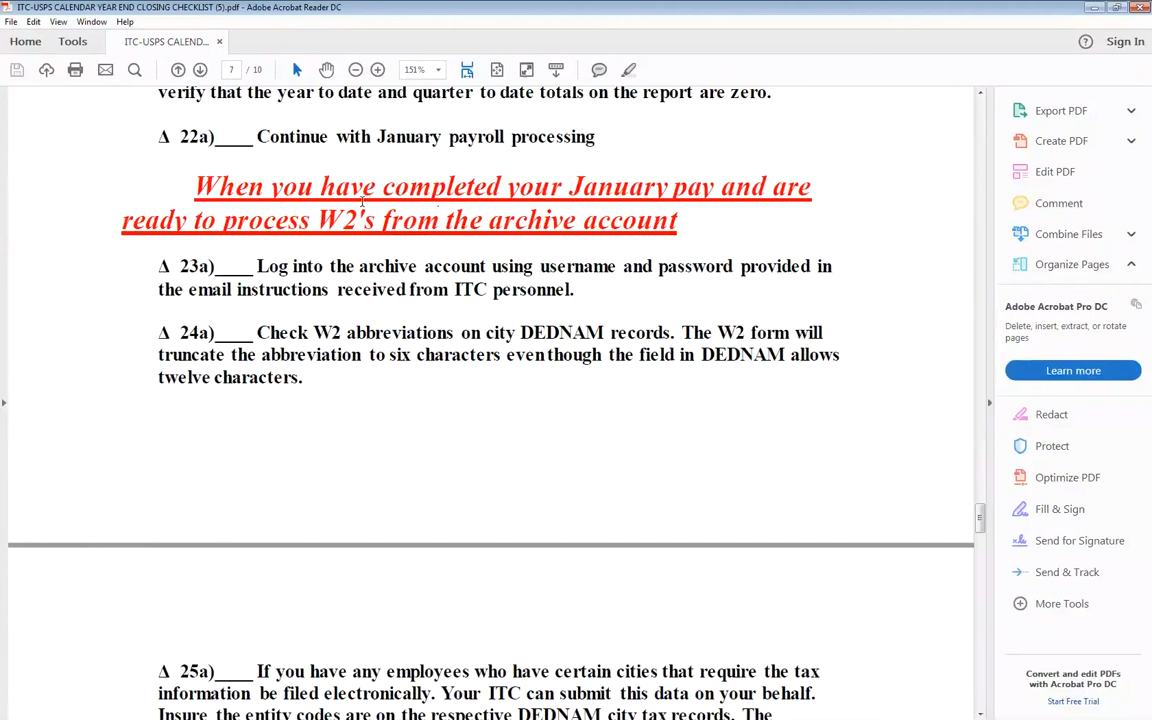 ITC-USPS CALENDAR YEAR END CLOSING CHECKLIST (5).pdf - Adobe Acrobat Reader DC
File Edit View Window Help
Home Tools ITC-USPS CALEND... × Sign In
7 / 10 151%
verify that the year to date and quarter to date totals on the report are zero.
Δ 22a)____ Continue with January payroll processing
When you have completed your January pay and are
ready to process W2's from the archive account
Δ 23a)____ Log into the archive account using username and password provided in
the email instructions received from ITC personnel.
Δ 24a)____ Check W2 abbreviations on city DEDNAM records. The W2 form will
truncate the abbreviation to six characters even though the field in DEDNAM allows
twelve characters.
Δ 25a)____ If you have any employees who have certain cities that require the tax
information be filed electronically. Your ITC can submit this data on your behalf.
Insure the entity codes are on the respective DEDNAM city tax records. The
Export PDF
Create PDF
Edit PDF
Comment
Combine Files
Organize Pages
Adobe Acrobat Pro DC
Delete, insert, extract, or rotate
pages
Learn more
Redact
Protect
Optimize PDF
Fill & Sign
Send for Signature
Send & Track
More Tools
Convert and edit PDFs
with Acrobat Pro DC
Start Free Trial